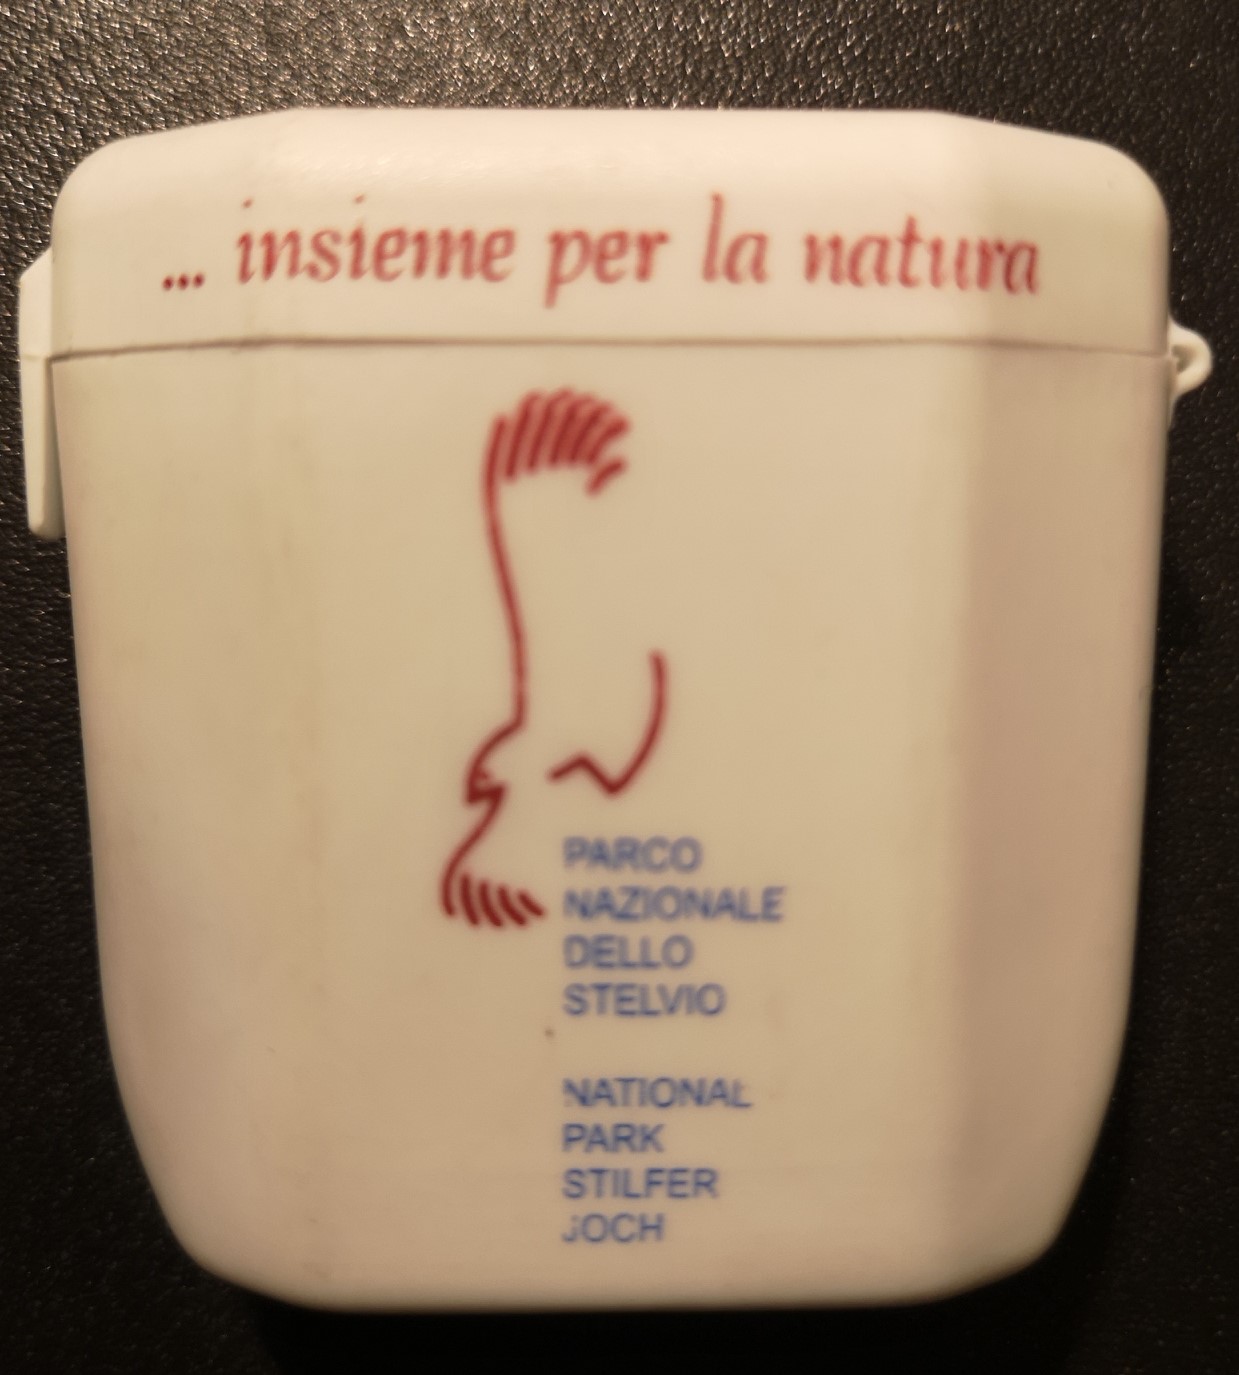 ... insieme per la natura
PARCO
NAZIONALE
DELLO
STELVIO
NATIONAL
PARK
STILFER
JOCH